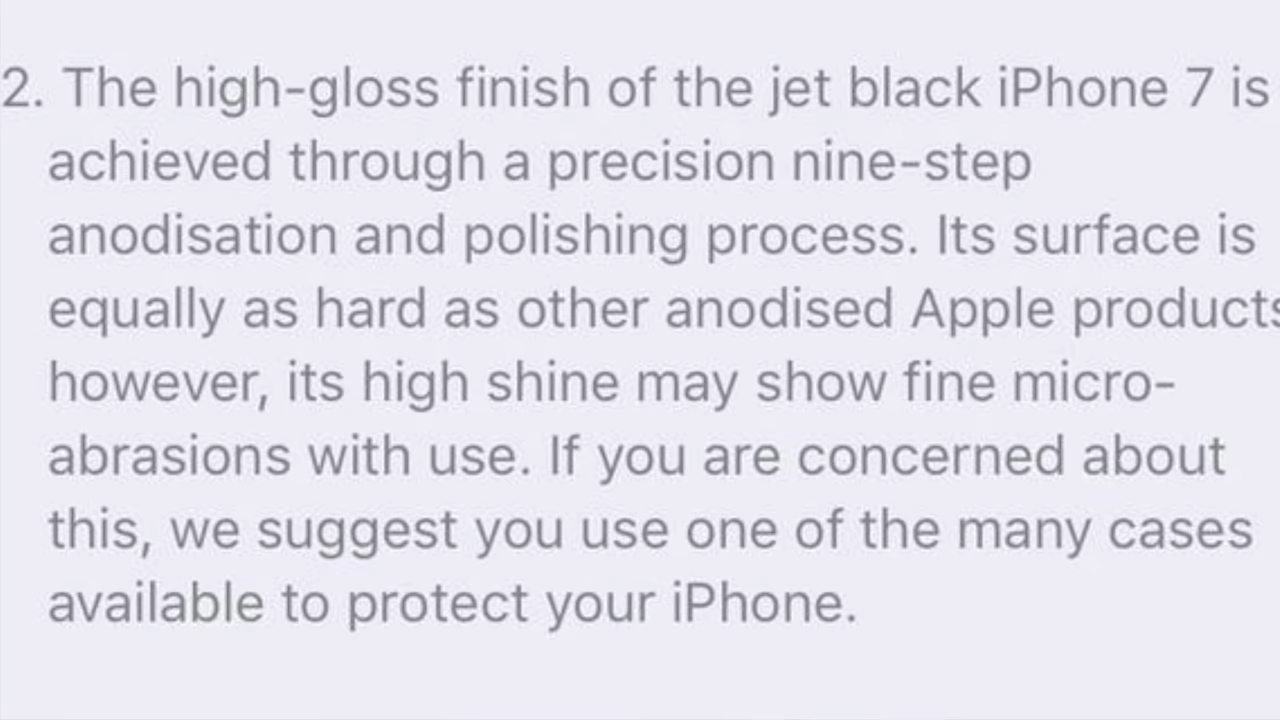 2. The high-gloss finish of the jet black iPhone 7 is
achieved through a precision nine-step
anodisation and polishing process. Its surface is
equally as hard as other anodised Apple products
however, its high shine may show fine micro-
abrasions with use. If you are concerned about
this, we suggest you use one of the many cases
available to protect your iPhone.